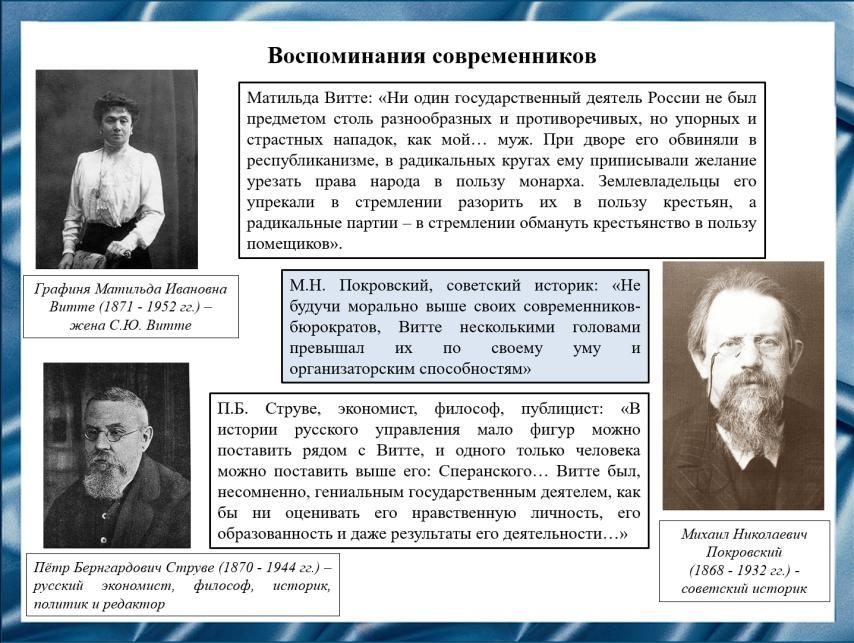 Воспоминания современников
Матильда Витте: «Ни один государственный деятель России не был
предметом столь разнообразных и противоречивых, но упорных и
страстных нападок, как мой… муж. При дворе его обвиняли в
республиканизме, в радикальных кругах ему приписывали желание
урезать права народа в пользу монарха. Землевладельцы его
упрекали в стремлении разорить их в пользу крестьян, а
радикальные партии – в стремлении обмануть крестьянство в пользу
помещиков».
Графиня Матильда Ивановна
Витте (1871 - 1952 гг.) –
жена С.Ю. Витте
М.Н. Покровский, советский историк: «Не
будучи морально выше своих современников-
бюрократов, Витте несколькими головами
превышал их по своему уму и
организаторским способностям»
П.Б. Струве, экономист, философ, публицист: «В
истории русского управления мало фигур можно
поставить рядом с Витте, и одного только человека
можно поставить выше его: Сперанского… Витте был,
несомненно, гениальным государственным деятелем, как
бы ни оценивать его нравственную личность, его
образованность и даже результаты его деятельности…»
Михаил Николаевич
Покровский
(1868 - 1932 гг.) -
советский историк
Пётр Бернгардович Струве (1870 - 1944 гг.) –
русский экономист, философ, историк,
политик и редактор